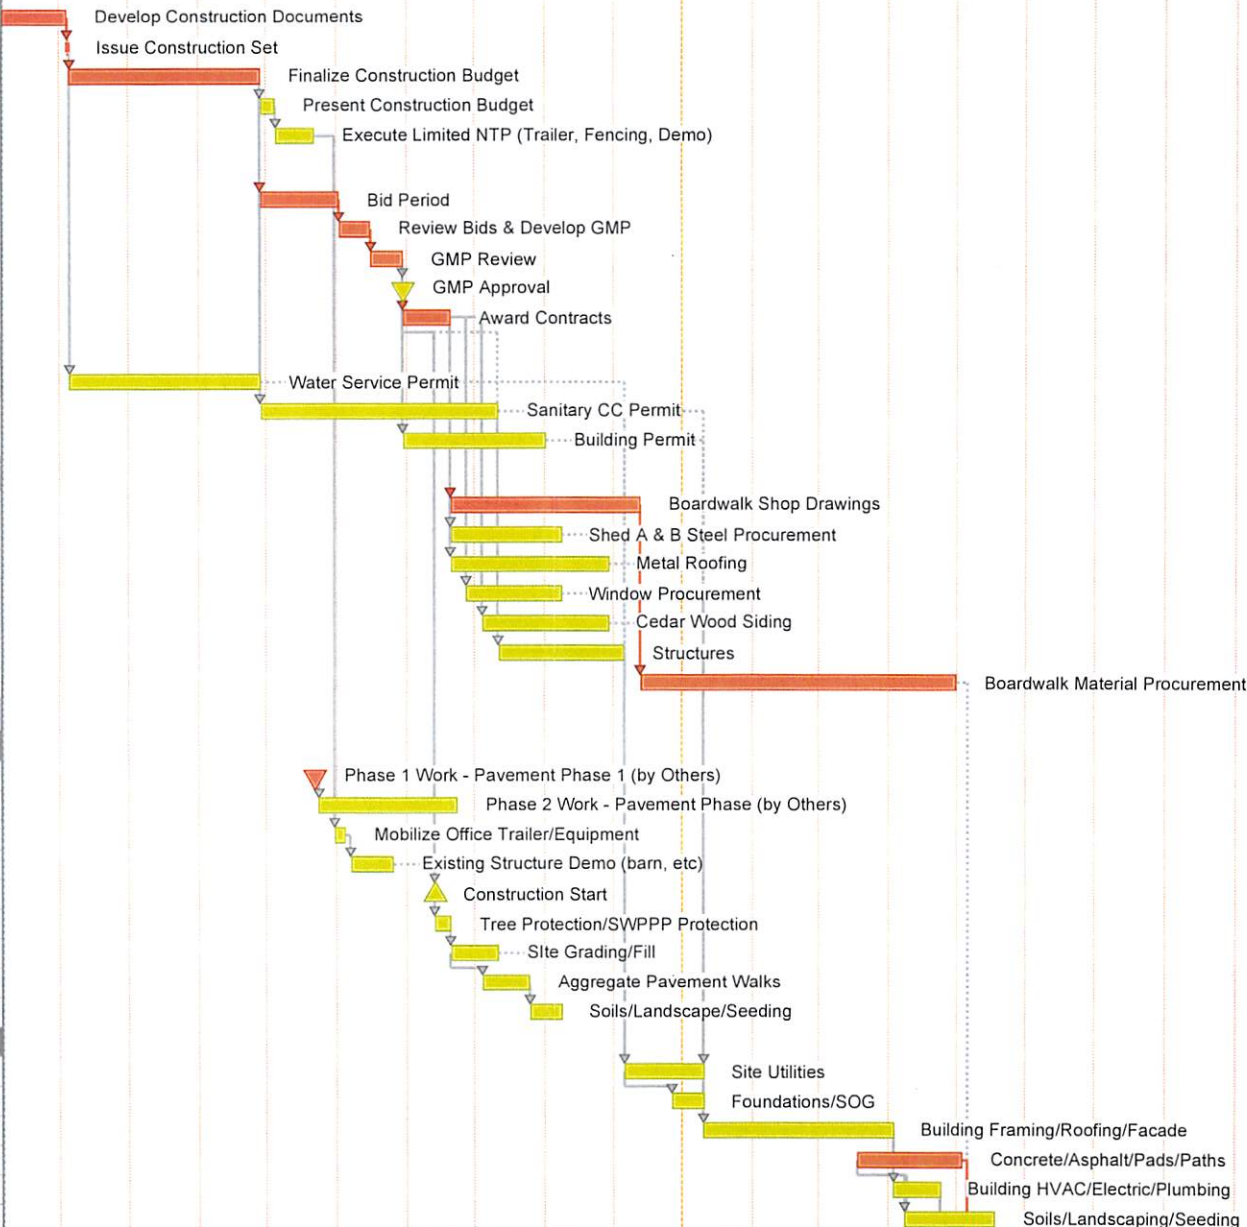 Develop Construction Documents
Issue Construction Set
Finalize Construction Budget
Present Construction Budget
Execute Limited NTP (Trailer, Fencing, Demo)
Bid Period
Review Bids & Develop GMP
GMP Review
GMP Approval
Award Contracts
Water Service Permit
Sanitary CC Permit
Building Permit
Boardwalk Shop Drawings
Shed A & B Steel Procurement
Metal Roofing
Window Procurement
Cedar Wood Siding
Structures
Boardwalk Material Procurement
Phase 1 Work - Pavement Phase 1 (by Others)
Phase 2 Work - Pavement Phase (by Others)
Mobilize Office Trailer/Equipment
Existing Structure Demo (barn, etc)
Construction Start
Tree Protection/SWPPP Protection
SIte Grading/Fill
Aggregate Pavement Walks
Soils/Landscape/Seeding
Site Utilities
Foundations/SOG
Building Framing/Roofing/Facade
Concrete/Asphalt/Pads/Paths
Building HVAC/Electric/Plumbing
Soils/Landscaping/Seeding